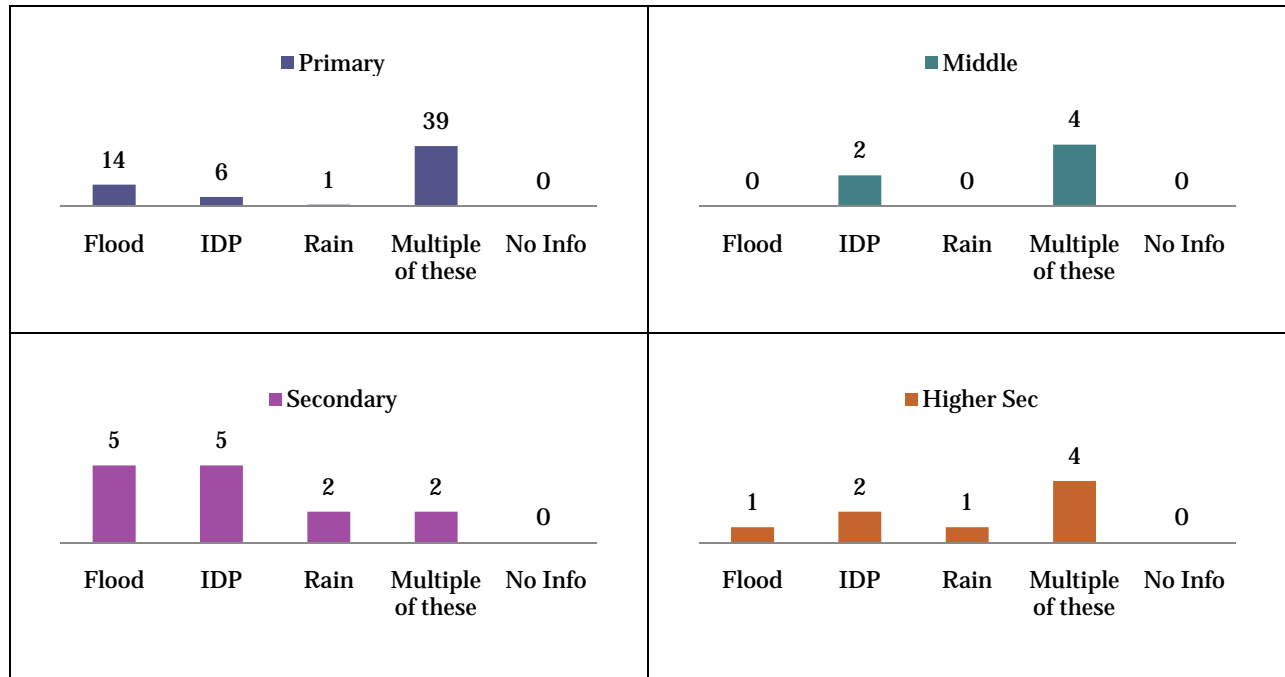 Primary
39
14
6
1
0
Flood IDP Rain Multiple of these No Info
Middle
4
2
0
0
0
Flood IDP Rain Multiple of these No Info
Secondary
5
5
2
2
0
Flood IDP Rain Multiple of these No Info
Higher Sec
4
2
1
1
0
Flood IDP Rain Multiple of these No Info